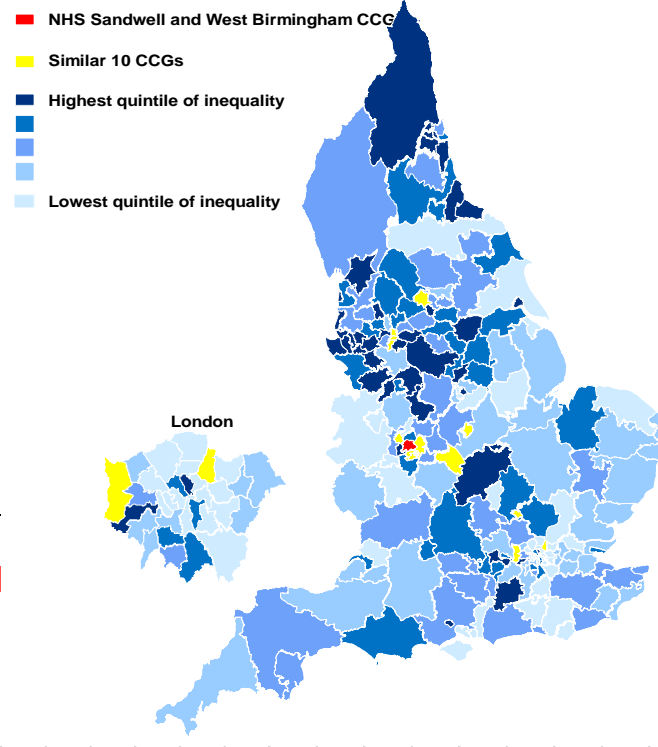 NHS Sandwell and West Birmingham CCG
Similar 10 CCGs
Highest quintile of inequality
Lowest quintile of inequality
London